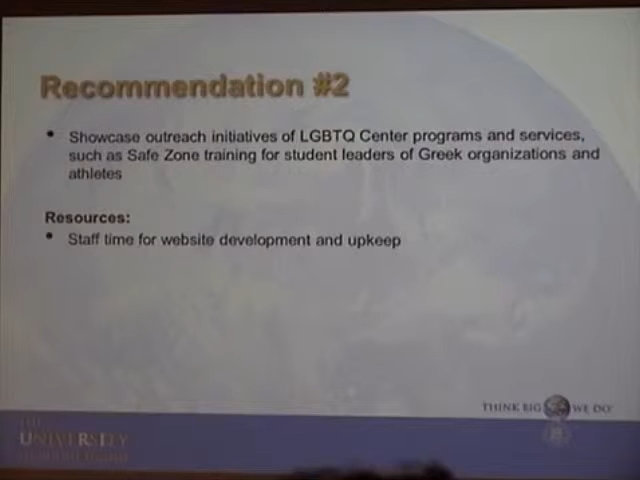 Recommendation #2
• Showcase outreach initiatives of LGBTQ Center programs and services,
such as Safe Zone training for student leaders of Greek organizations and
athletes
Resources:
• Staff time for website development and upkeep
THINK BIG WE DO
THE
UNIVERSITY